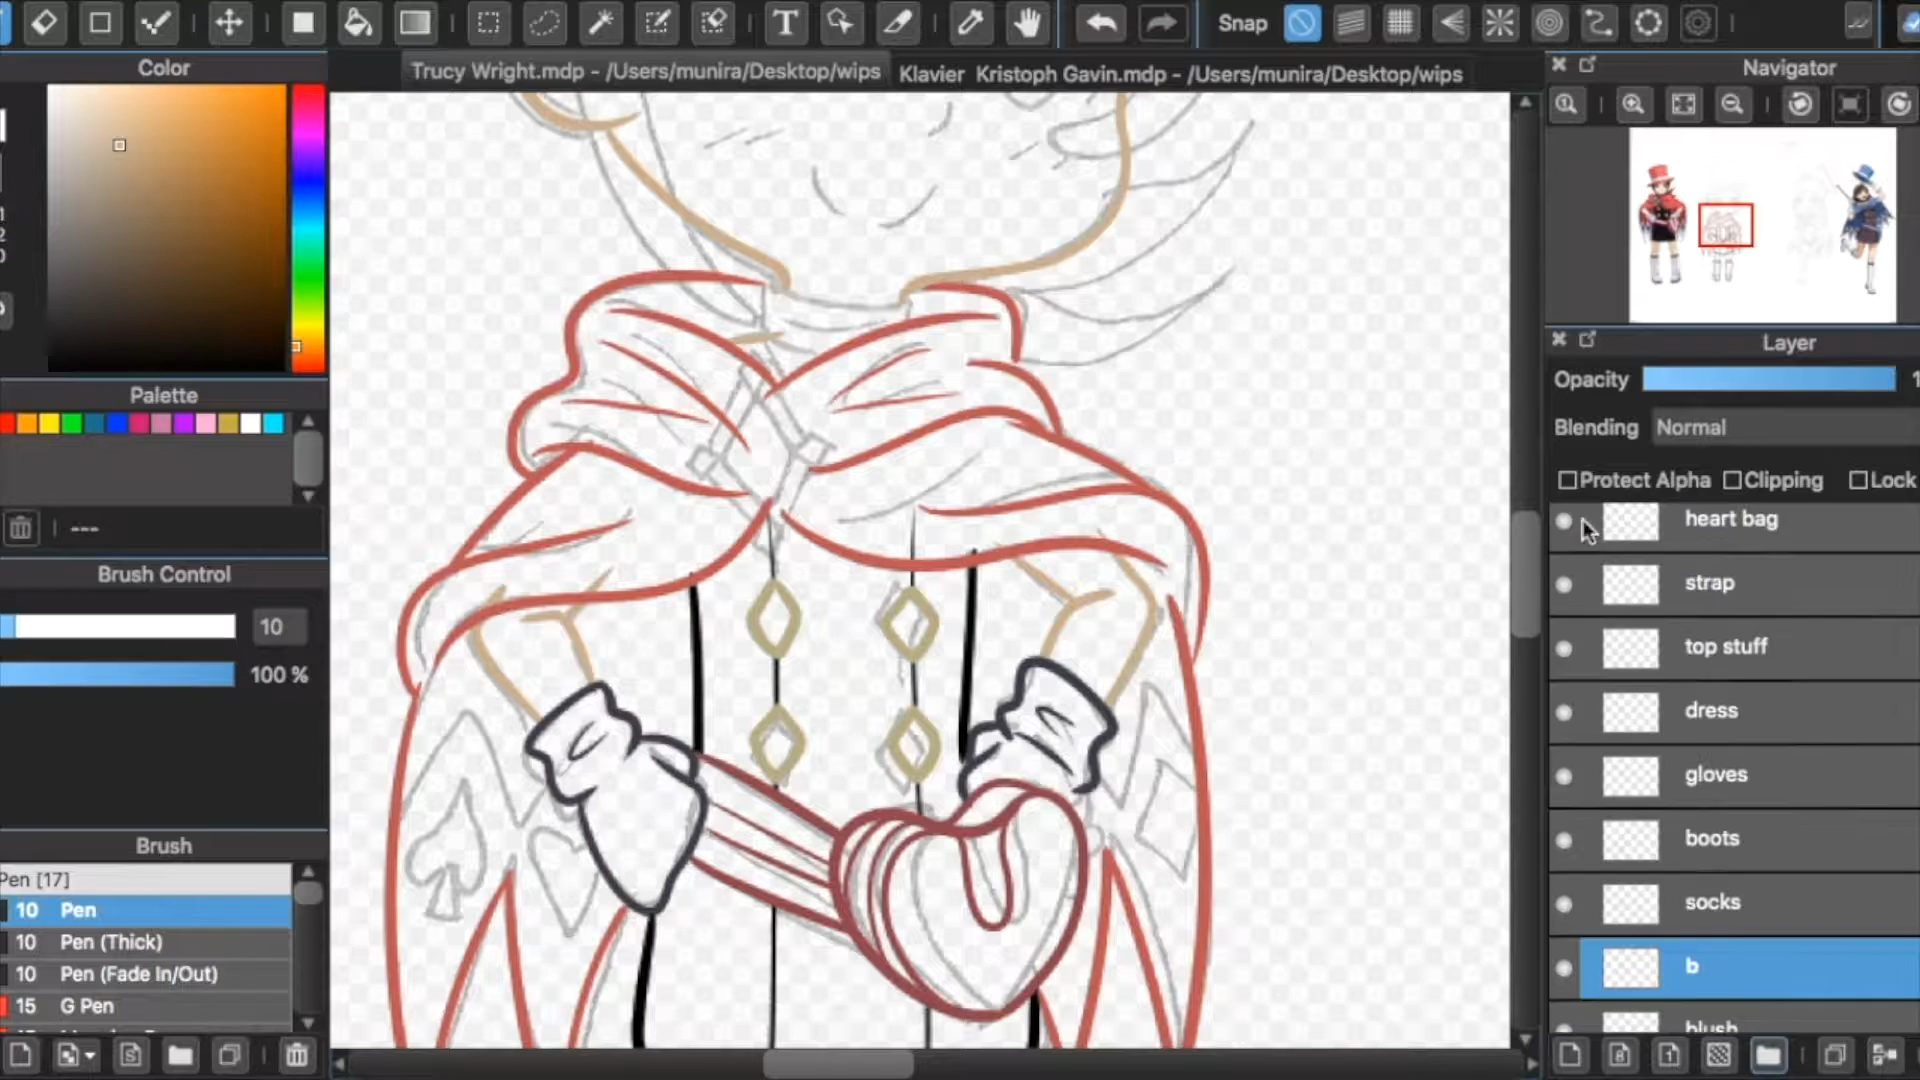 Snap
Color
Trucy Wright.mdp - /Users/munira/Desktop/wips
Klavier Kristoph Gavin.mdp - /Users/munira/Desktop/wips
Navigator
Layer
Opacity
Blending Normal
Protect Alpha Clipping Lock
Palette
---
Brush Control
10
100 %
Brush
Pen [17]
10 Pen
10 Pen (Thick)
10 Pen (Fade In/Out)
15 G Pen
heart bag
strap
top stuff
dress
gloves
boots
socks
b
blush